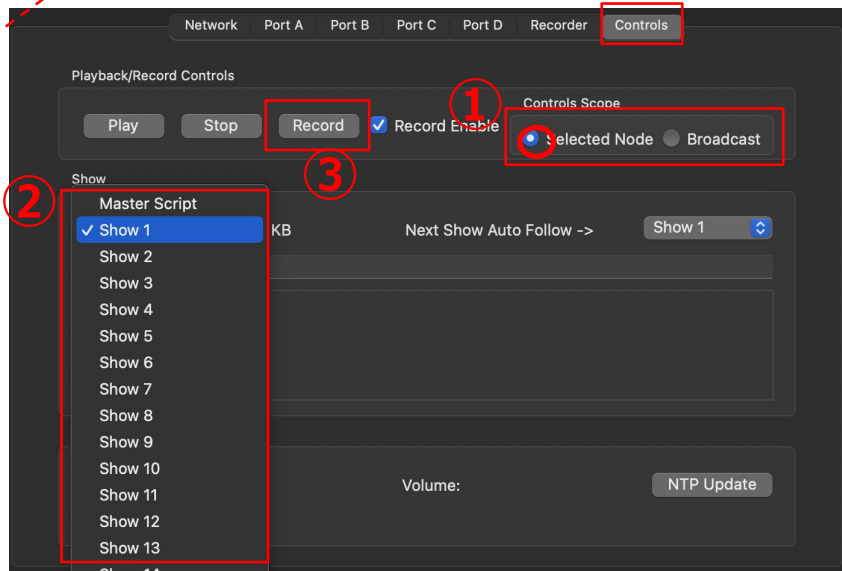 Network Port A Port B Port C Port D Recorder Controls
Playback/Record Controls
①
Controls Scope
Play Stop Record Record Enable Selected Node Broadcast
③
Show
②
Master Script
✓ Show 1 KB Next Show Auto Follow -> Show 1
Show 2
Show 3
Show 4
Show 5
Show 6
Show 7
Show 8
Show 9
Show 10
Show 11 Volume: NTP Update
Show 12
Show 13